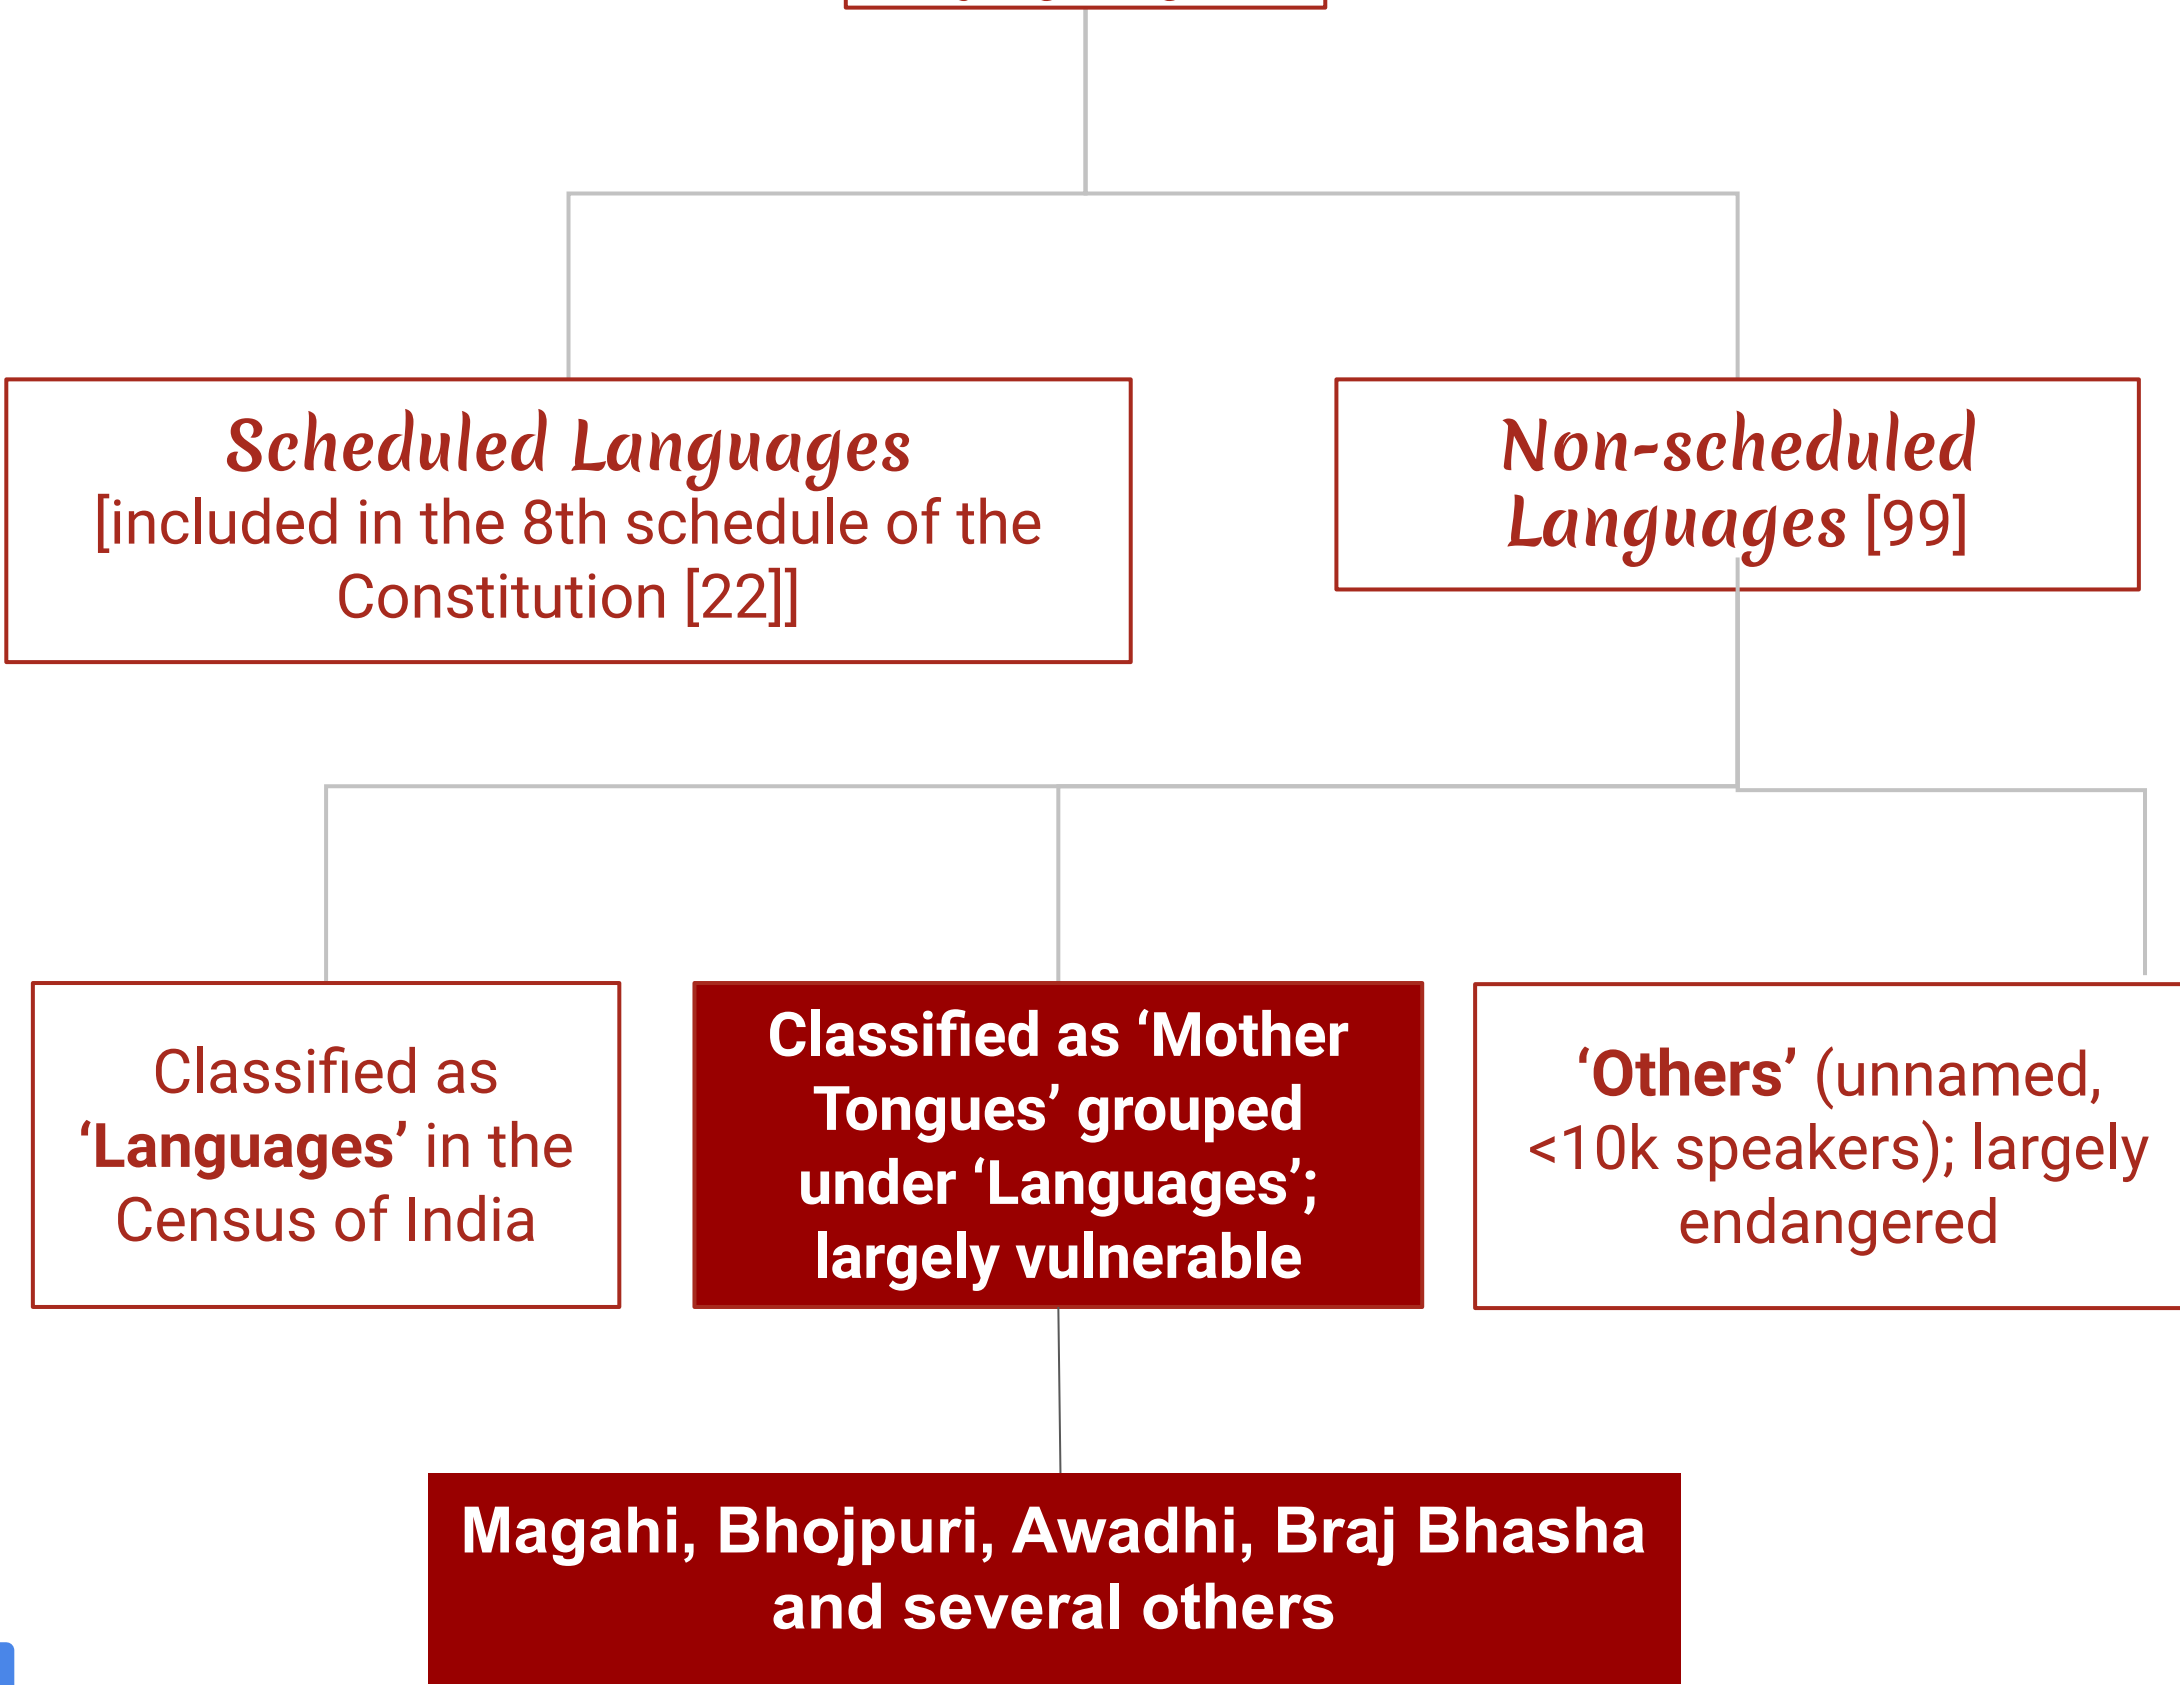 Scheduled Languages
[included in the 8th schedule of the
Constitution [22]]
Non-scheduled
Languages [99]
Classified as
‘Languages’ in the
Census of India
Classified as ‘Mother
Tongues’ grouped
under ‘Languages’;
largely vulnerable
‘Others’ (unnamed,
<10k speakers); largely
endangered
Magahi, Bhojpuri, Awadhi, Braj Bhasha
and several others